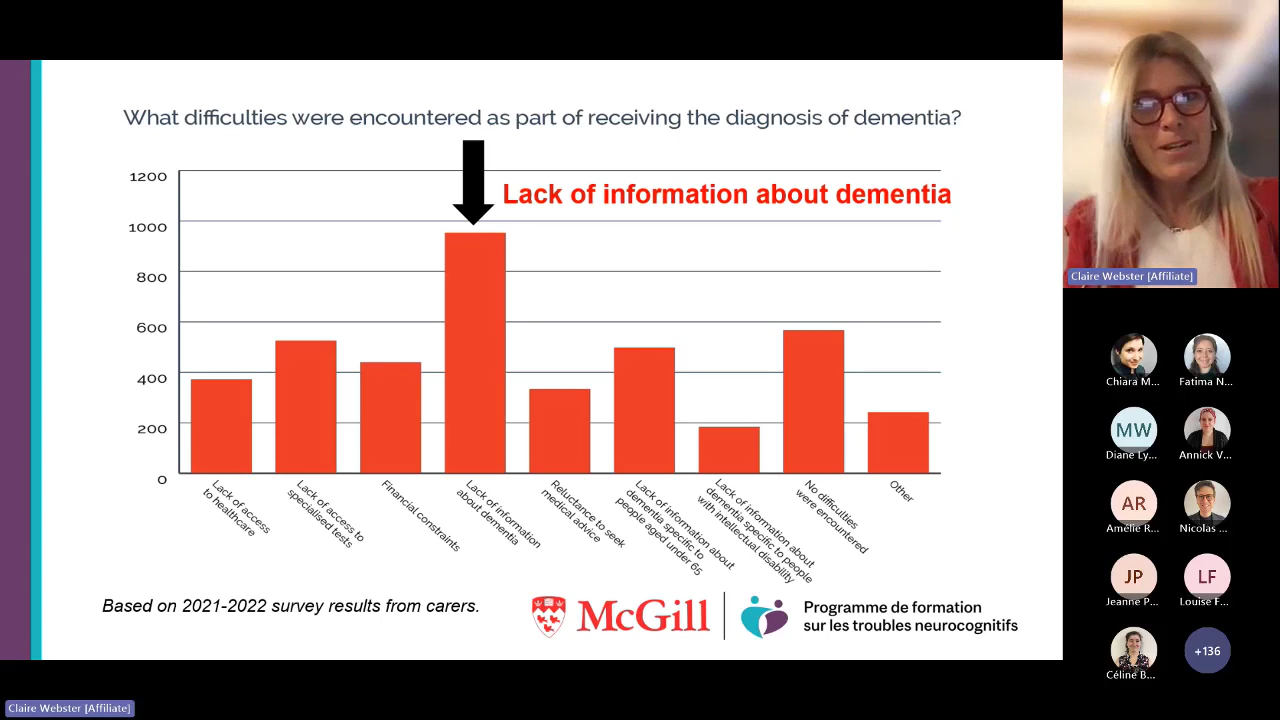 What difficulties were encountered as part of receiving the diagnosis of dementia?
Lack of information about dementia
1200
1000
800
600
400
200
0
Lack of access
to healthcare
Lack of access to
specialised tests
Financial constraints
Lack of information
about dementia
Reluctance to seek
medical advice
Lack of information about
dementia specific to
people aged under 65
Lack of information about
dementia specific to people
with intellectual disability
No difficulties
were encountered
Other
Based on 2021-2022 survey results from carers.
McGill
Programme de formation
sur les troubles neurocognitifs
Claire Webster [Affiliate]
Chiara M...
Fatima N...
MW
Diane Ly...
Annick V...
AR
Amélie R...
Nicolas ...
JP
Jeanne P...
LF
Louise F...
Céline B...
+136
Claire Webster [Affiliate]